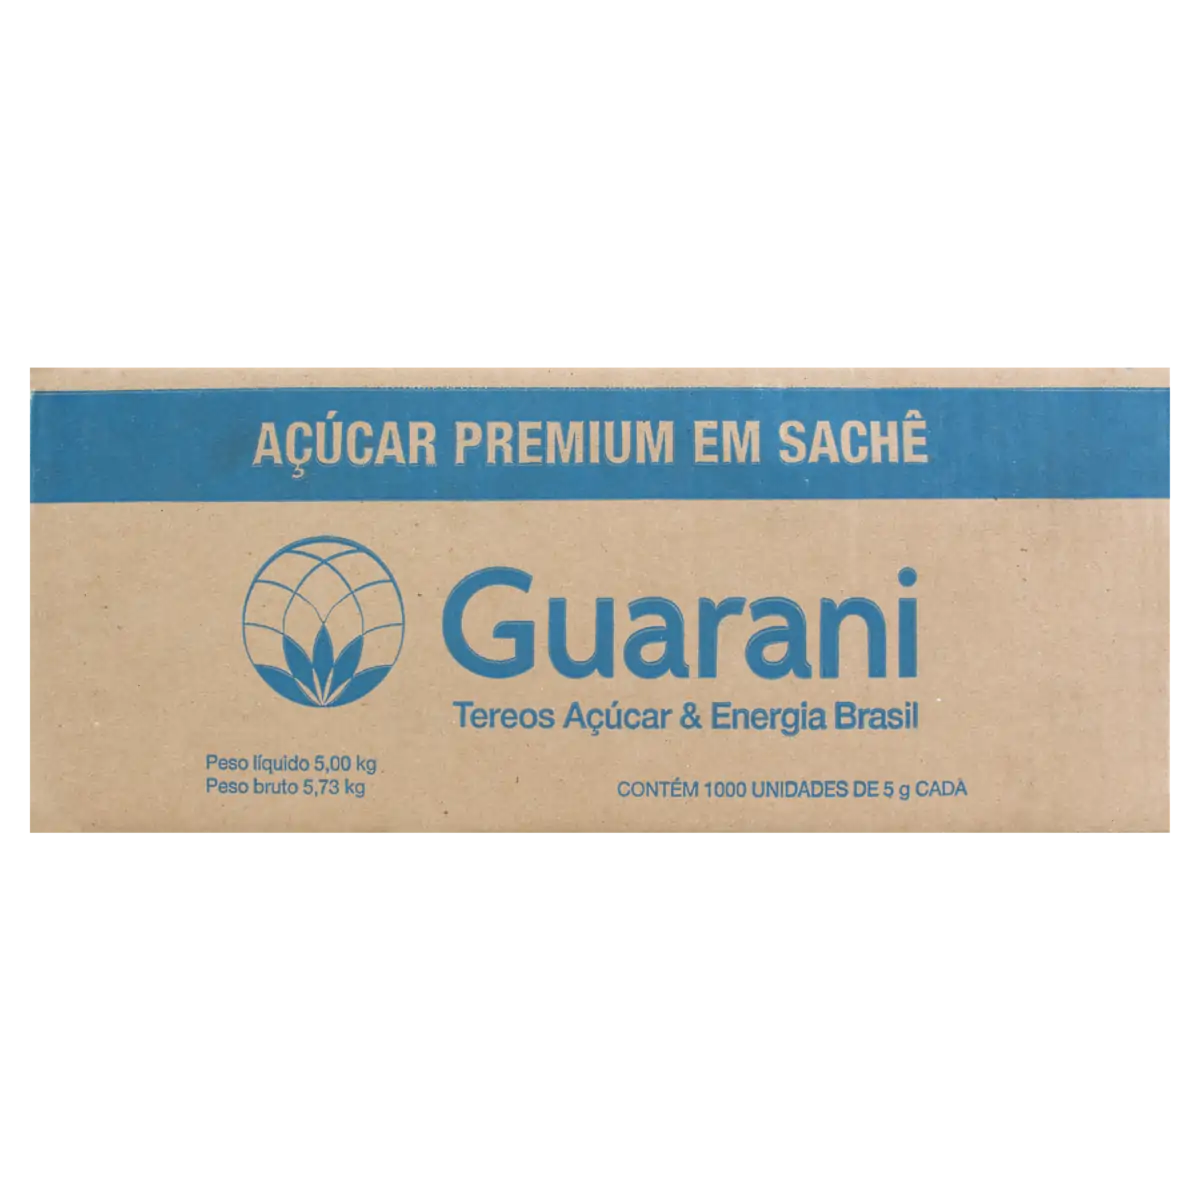 AÇÚCAR PREMIUM EM SACHÊ
Guarani
Tereos Açúcar & Energia Brasil
Peso líquido 5,00 kg
Peso bruto 5,73 kg
CONTÉM 1000 UNIDADES DE 5 g CADA